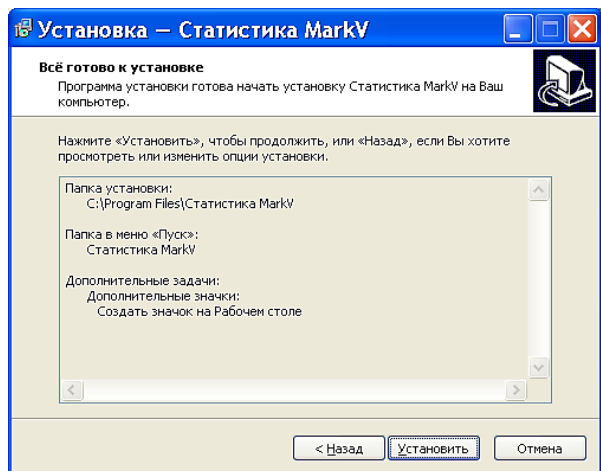 Установка — Статистика MarkV
Всё готово к установке
Программа установки готова начать установку Статистика MarkV на Ваш
компьютер.
Нажмите «Установить», чтобы продолжить, или «Назад», если Вы хотите
просмотреть или изменить опции установки.
Папка установки:
C:\Program Files\Статистика MarkV
Папка в меню «Пуск»:
Статистика MarkV
Дополнительные задачи:
Дополнительные значки:
Создать значок на Рабочем столе
< Назад
Установить
Отмена